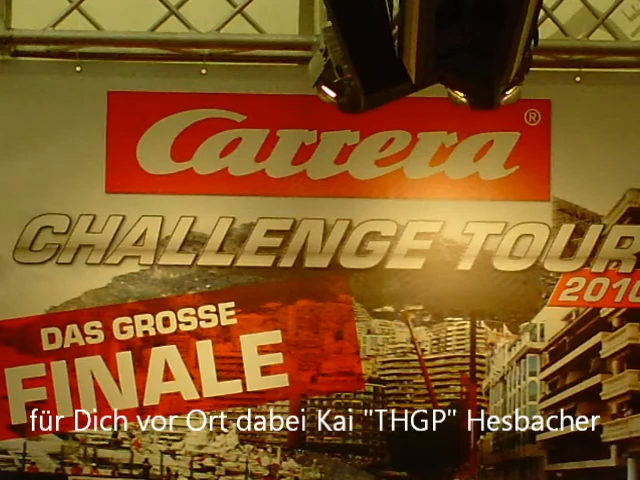 Carrera®
CHALLENGE TOUR
2010
DAS GROSSE
FINALE
für Dich vor Ort dabei Kai "THGP" Hesbacher